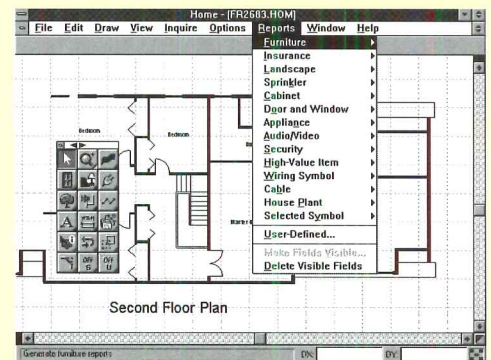 Home - [FR2603.HOM]
File Edit Draw View Inquire Options Reports Window Help
Furniture
Insurance
Landscape
Sprinkler
Cabinet
Door and Window
Appliance
Audio/Video
Security
High-Value Item
Wiring Symbol
Cable
House Plant
Selected Symbol
User-Defined...
Make Fields Visible...
Delete Visible Fields
Bedroom
Bedroom
A
Off S
Off U
Second Floor Plan
Generate furniture reports
DX:
DY: